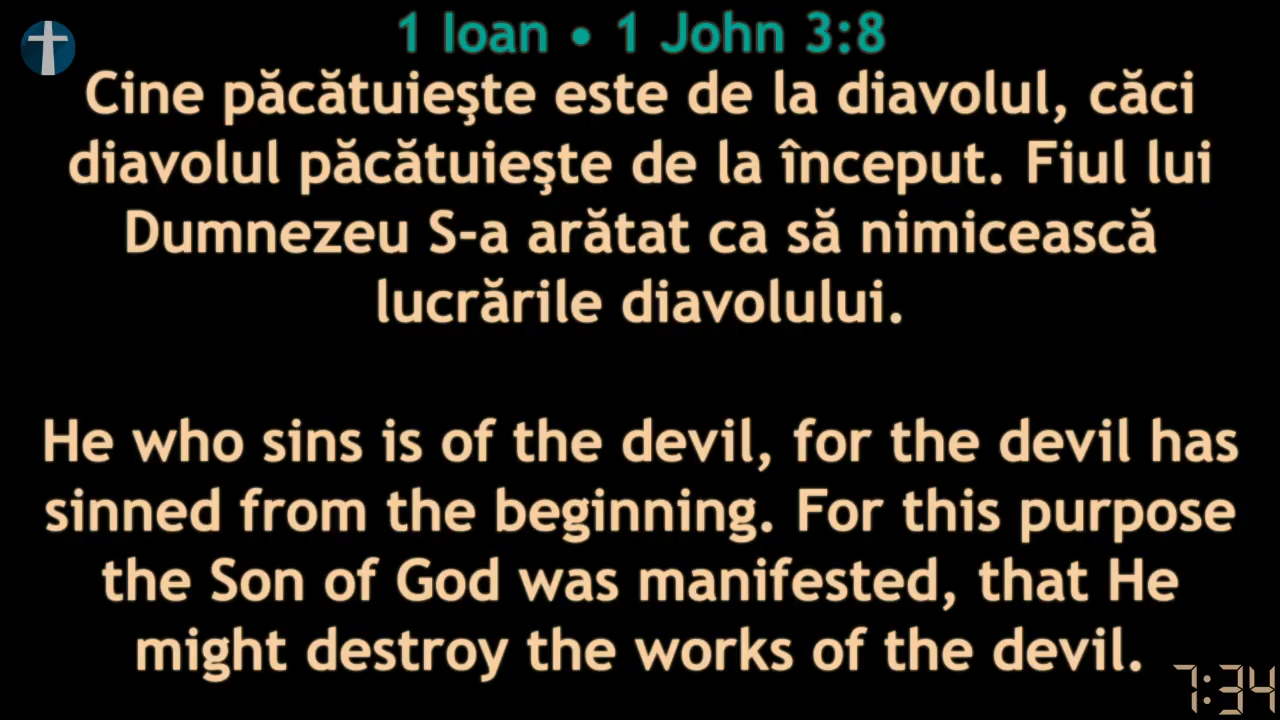 1 Ioan • 1 John 3:8
Cine păcătuieşte este de la diavolul, căci
diavolul păcătuieşte de la început. Fiul lui
Dumnezeu S-a arătat ca să nimicească
lucrările diavolului.
He who sins is of the devil, for the devil has
sinned from the beginning. For this purpose
the Son of God was manifested, that He
might destroy the works of the devil.
7:34